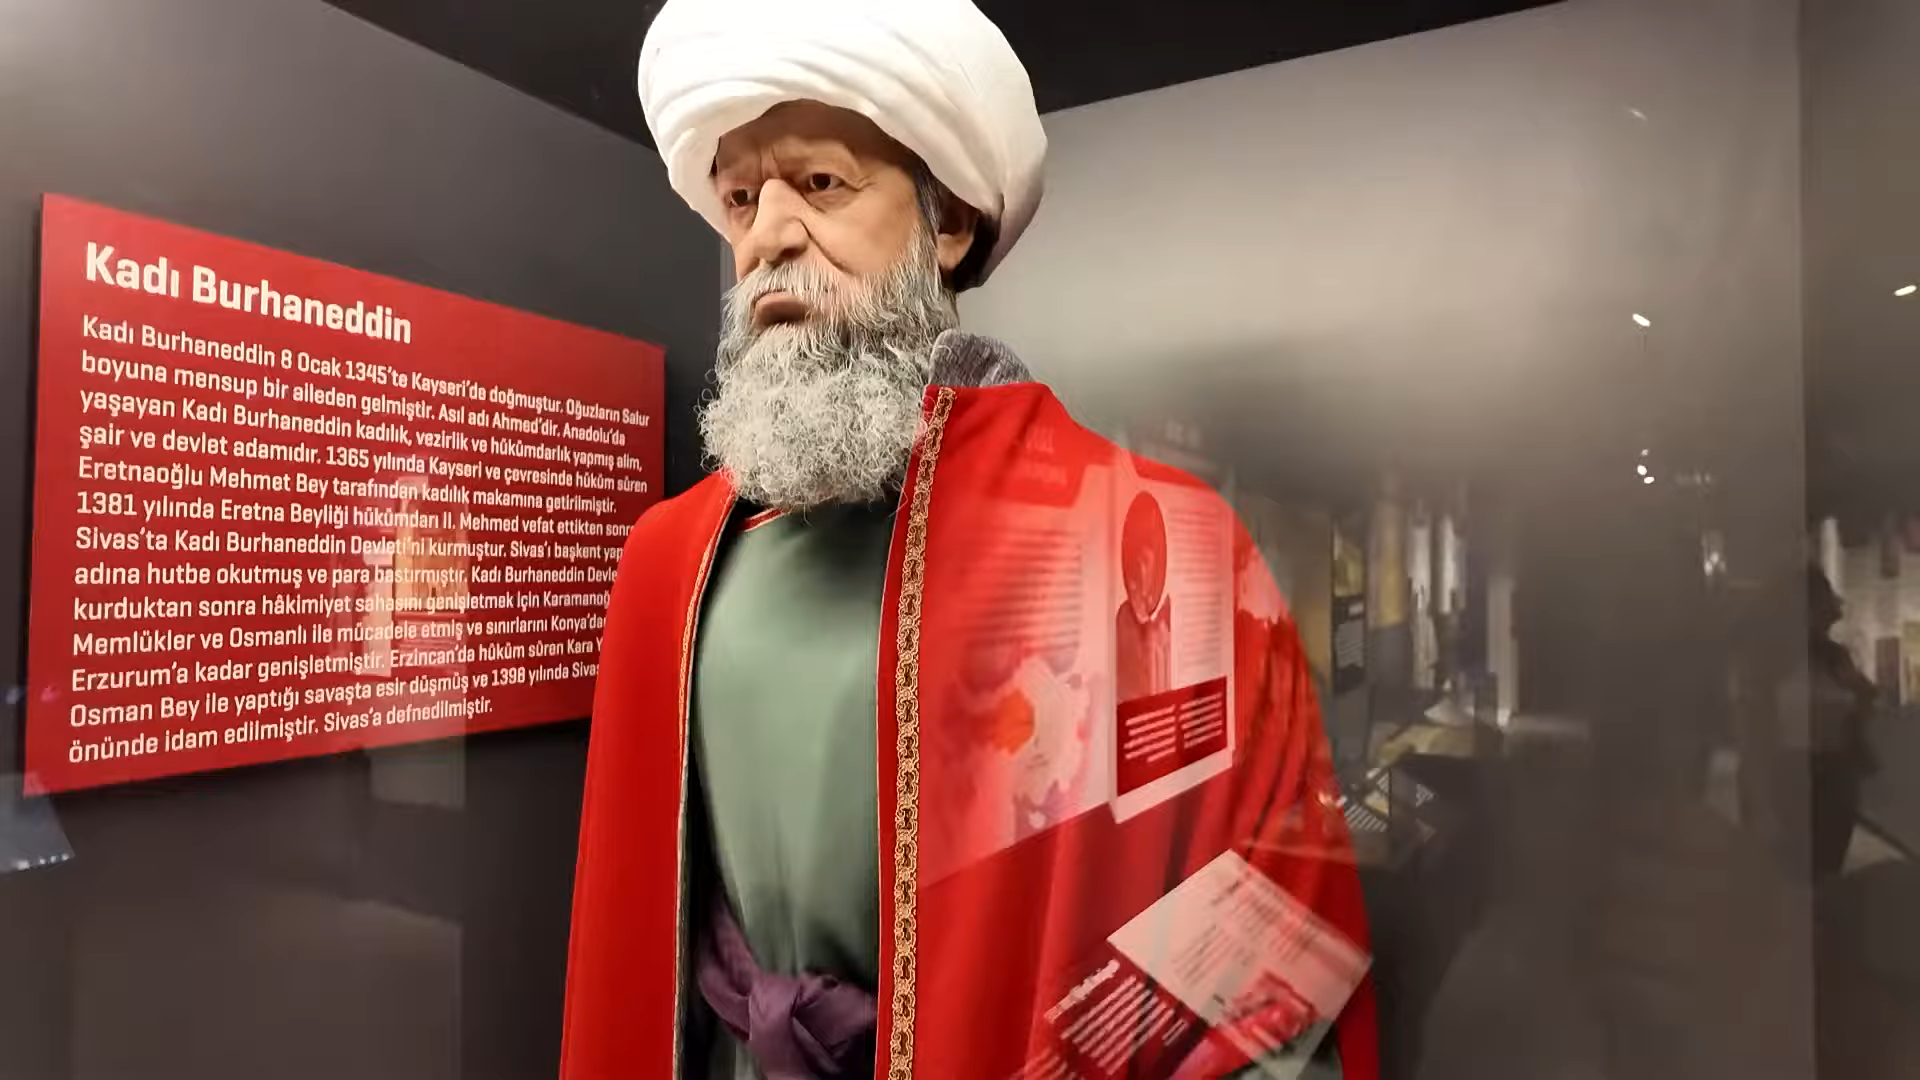 Kadı Burhaneddin
Kadı Burhaneddin 8 Ocak 1345'te Kayseri'de doğmuştur. Oğuzların Salur
boyuna mensup bir aileden gelmiştir. Asıl adı Ahmed'dir. Anadolu'da
yaşayan Kadı Burhaneddin kadılık, vezirlik ve hükümdarlık yapmış alim,
şair ve devlet adamıdır. 1365 yılında Kayseri ve çevresinde hüküm süren
Eretnaoğlu Mehmet Bey tarafından kadılık makamına getirilmiştir.
1381 yılında Eretna Beyliği hükümdarı II. Mehmed vefat ettikten sonra
Sivas'ta Kadı Burhaneddin Devleti'ni kurmuştur. Sivas'ı başkent
adına hutbe okutmuş ve para bastırmıştır. Kadı Burhaneddin
kurduktan sonra hâkimiyet sahasını genişletmek için
Memlükler ve Osmanlı ile mücadele etmiş ve sınırlarını
Erzurum'a kadar genişletmiştir. Erzincan'da hüküm süren Kara
Osman Bey ile yaptığı savaşta esir düşmüş ve 1398 yılında
önünde idam edilmiştir. Sivas'a defnedilmiştir.